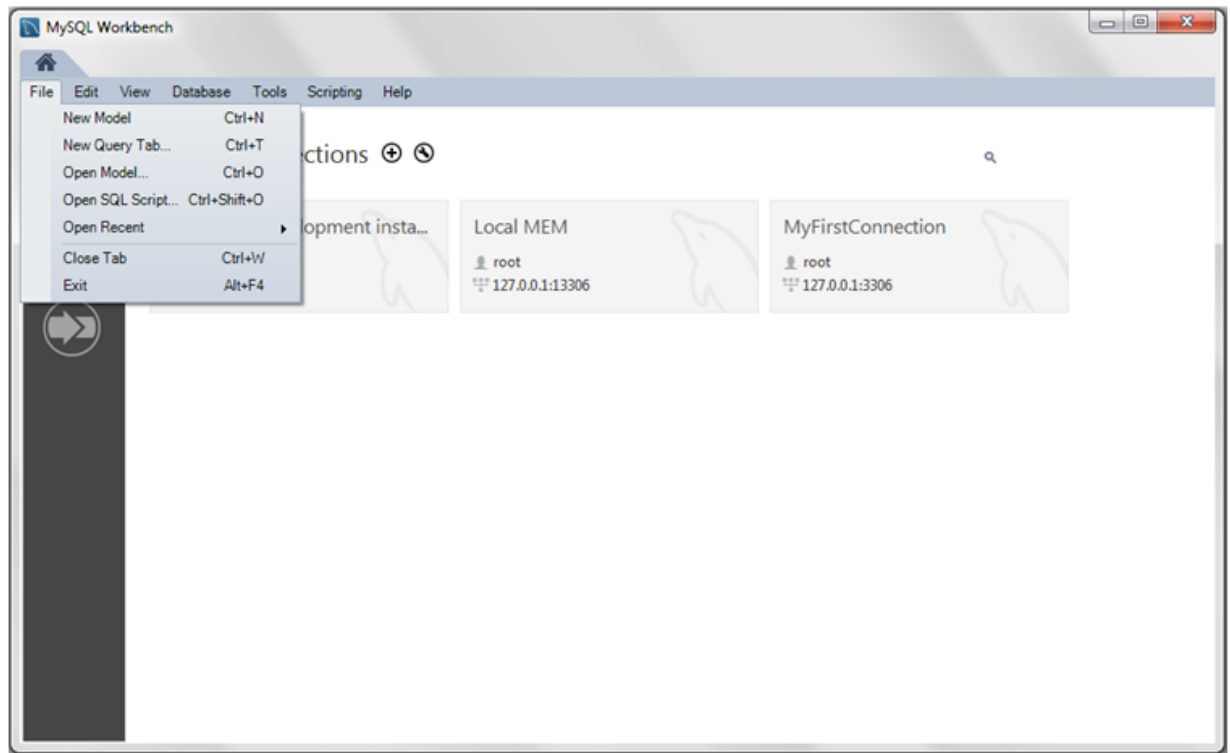 MySQL Workbench
File Edit View Database Tools Scripting Help
New Model Ctrl+N
New Query Tab... Ctrl+T
Open Model... Ctrl+O
Open SQL Script... Ctrl+Shift+O
Open Recent
Close Tab Ctrl+W
Exit Alt+F4
ctions
lopment insta...
Local MEM
root
127.0.0.1:13306
MyFirstConnection
root
127.0.0.1:3306